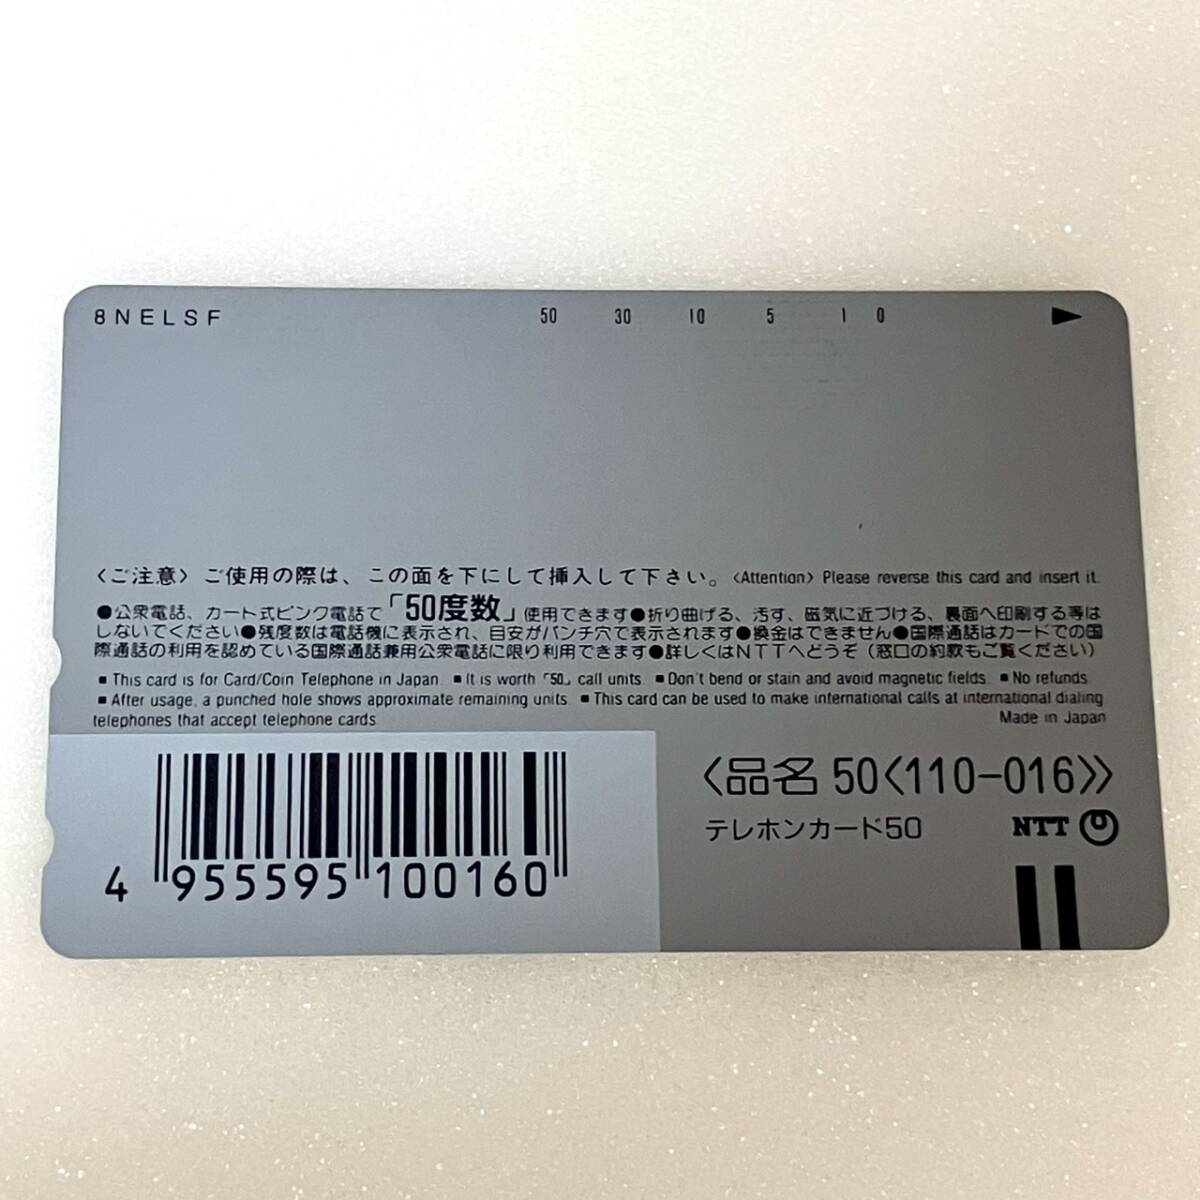 8NELSF 50 30 10 5 1 0
〈ご注意〉ご使用の際は、この面を下にして挿入して下さい。〈Attention〉Please reverse this card and insert it.
●公衆電話、カード式ピンク電話で「50度数」使用できます●折り曲げる、汚す、磁気に近づける、裏面へ印刷する等は
しないでください●残度数は電話機に表示され、目安がパンチ穴で表示されます●換金はできません●国際通話はカードでの国
際通話の利用を認めている国際通話兼用公衆電話に限り利用できます●詳しくはNTTへどうぞ（窓口の約款もご覧ください）
■This card is for Card/Coin Telephone in Japan. ■It is worth「50」call units. ■Don't bend or stain and avoid magnetic fields. ■No refunds.
■After usage, a punched hole shows approximate remaining units. ■This card can be used to make international calls at international dialing
telephones that accept telephone cards.
Made in Japan
〈品名 50〈110-016〉〉
テレホンカード50 NTT
4 955595 100160